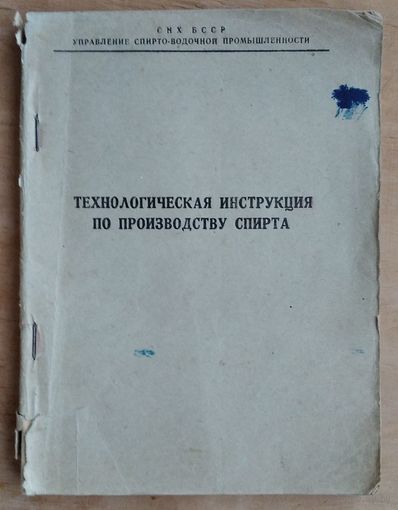 СНХ БССР
УПРАВЛЕНИЕ СПИРТО-ВОДОЧНОЙ ПРОМЫШЛЕННОСТИ
ТЕХНОЛОГИЧЕСКАЯ ИНСТРУКЦИЯ
ПО ПРОИЗВОДСТВУ СПИРТА